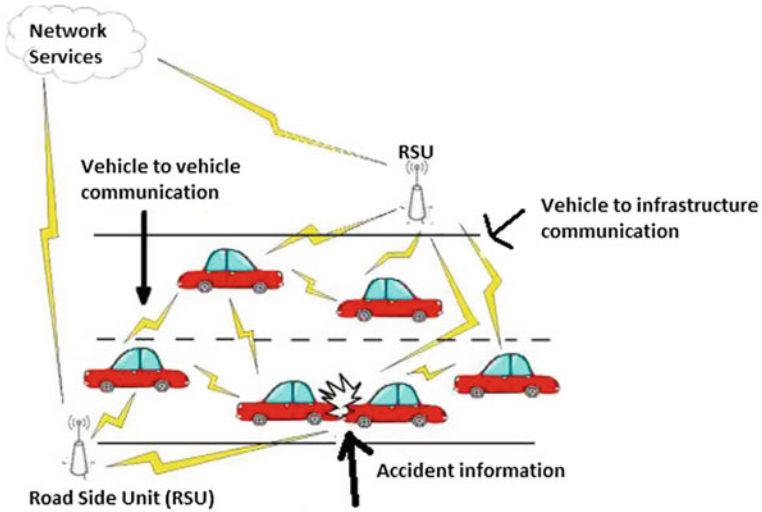 Network
Services
RSU
Vehicle to vehicle
communication
Vehicle to infrastructure
communication
Accident information
Road Side Unit (RSU)